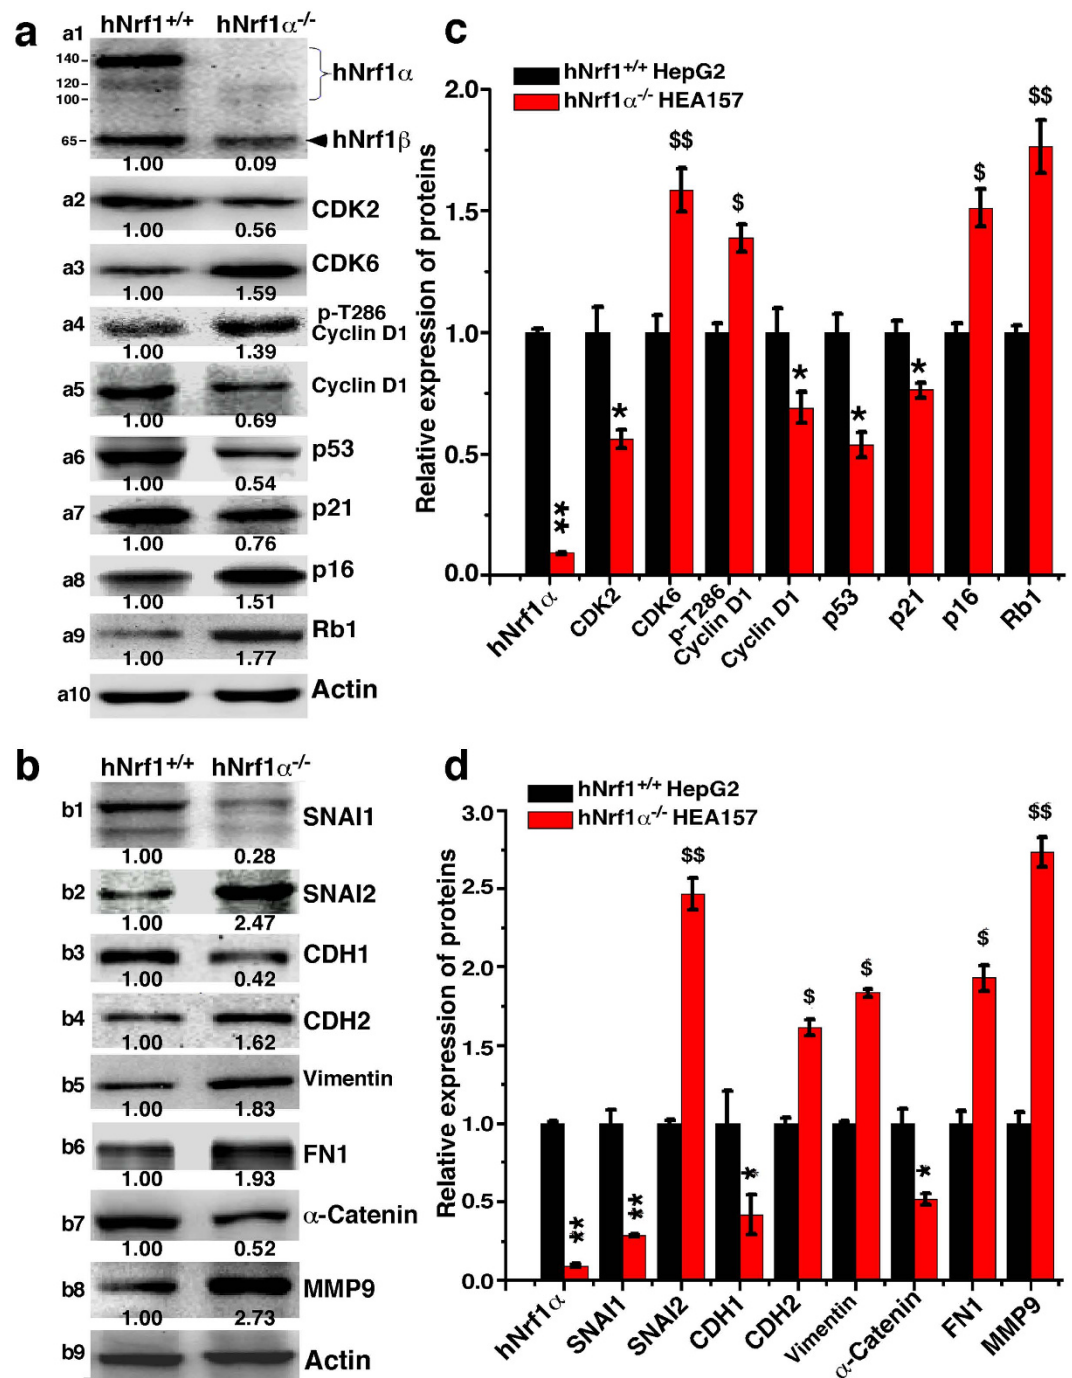 a
hNrf1+/+ hNrf1α-/-
a1
140
120
100
65
hNrf1α
hNrf1β
1.00 0.09
a2
CDK2
1.00 0.56
a3
CDK6
1.00 1.59
a4
p-T286
Cyclin D1
1.00 1.39
a5
Cyclin D1
1.00 0.69
a6
p53
1.00 0.54
a7
p21
1.00 0.76
a8
p16
1.00 1.51
a9
Rb1
1.00 1.77
a10
Actin
c
hNrf1+/+ HepG2
hNrf1α-/- HEA157
Relative expression of proteins
2.0
1.5
1.0
0.5
0.0
** * $$ $ * * * $ $$
hNrf1α
CDK2
CDK6
p-T286
Cyclin D1
Cyclin D1
p53
p21
p16
Rb1
b
hNrf1+/+ hNrf1α-/-
b1
SNAI1
1.00 0.28
b2
SNAI2
1.00 2.47
b3
CDH1
1.00 0.42
b4
CDH2
1.00 1.62
b5
Vimentin
1.00 1.83
b6
FN1
1.00 1.93
b7
α-Catenin
1.00 0.52
b8
MMP9
1.00 2.73
b9
Actin
d
hNrf1+/+ HepG2
hNrf1α-/- HEA157
Relative expression of proteins
3.0
2.5
2.0
1.5
1.0
0.5
0.0
** ** $$ * $ $ * $ $$
hNrf1α
SNAI1
SNAI2
CDH1
CDH2
Vimentin
α-Catenin
FN1
MMP9